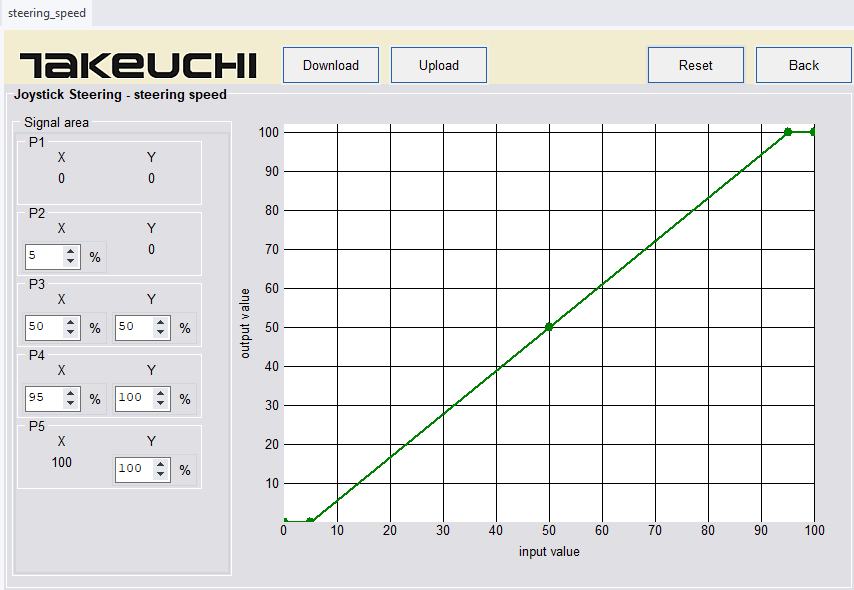 steering_speed
TAKEUCHI
Download Upload Reset Back
Joystick Steering - steering speed
Signal area
P1
X Y
0 0
P2
X Y
5 % 0
P3
X Y
50 % 50 %
P4
X Y
95 % 100 %
P5
X Y
100 100 %
output value
100
90
80
70
60
50
40
30
20
10
0 10 20 30 40 50 60 70 80 90 100
input value